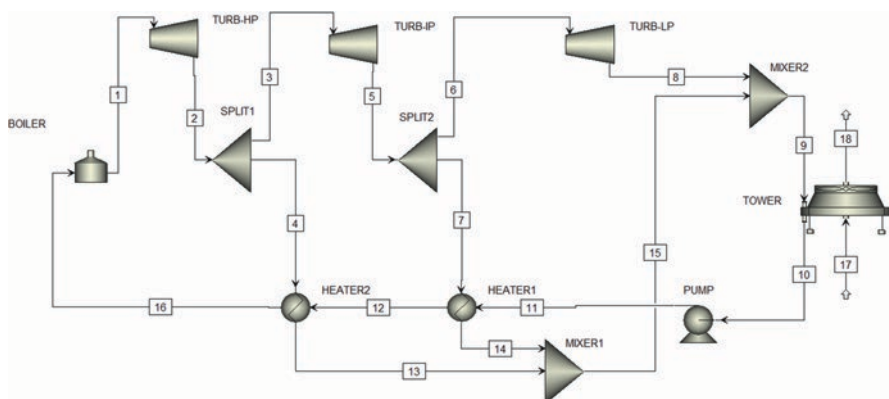 TURB-HP
TURB-IP
TURB-LP
3
6
MIXER2
1
8
2
5
SPLIT1
SPLIT2
BOILER
18
9
TOWER
4
7
15
10
17
HEATER2
HEATER1
PUMP
16
12
11
14
MIXER1
13